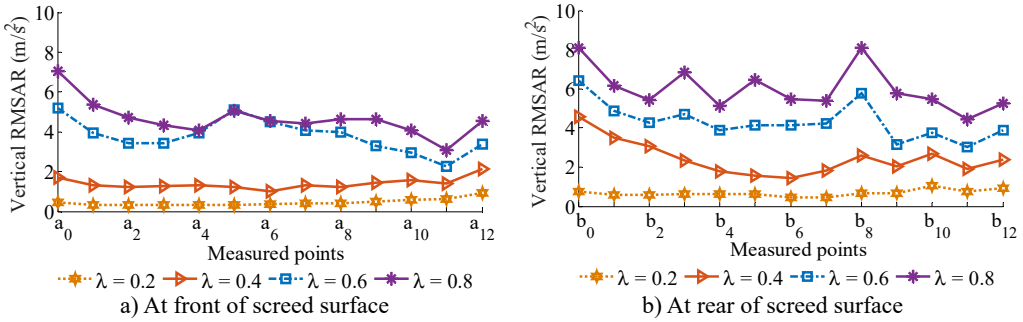 Vertical RMSAR (m/s²)
10
8
6
4
2
0
a₀ a₂ a₄ a₆ a₈ a₁₀ a₁₂
Measured points
λ = 0.2 λ = 0.4 λ = 0.6 λ = 0.8
a) At front of screed surface
Vertical RMSAR (m/s²)
10
8
6
4
2
0
b₀ b₂ b₄ b₆ b₈ b₁₀ b₁₂
Measured points
λ = 0.2 λ = 0.4 λ = 0.6 λ = 0.8
b) At rear of screed surface